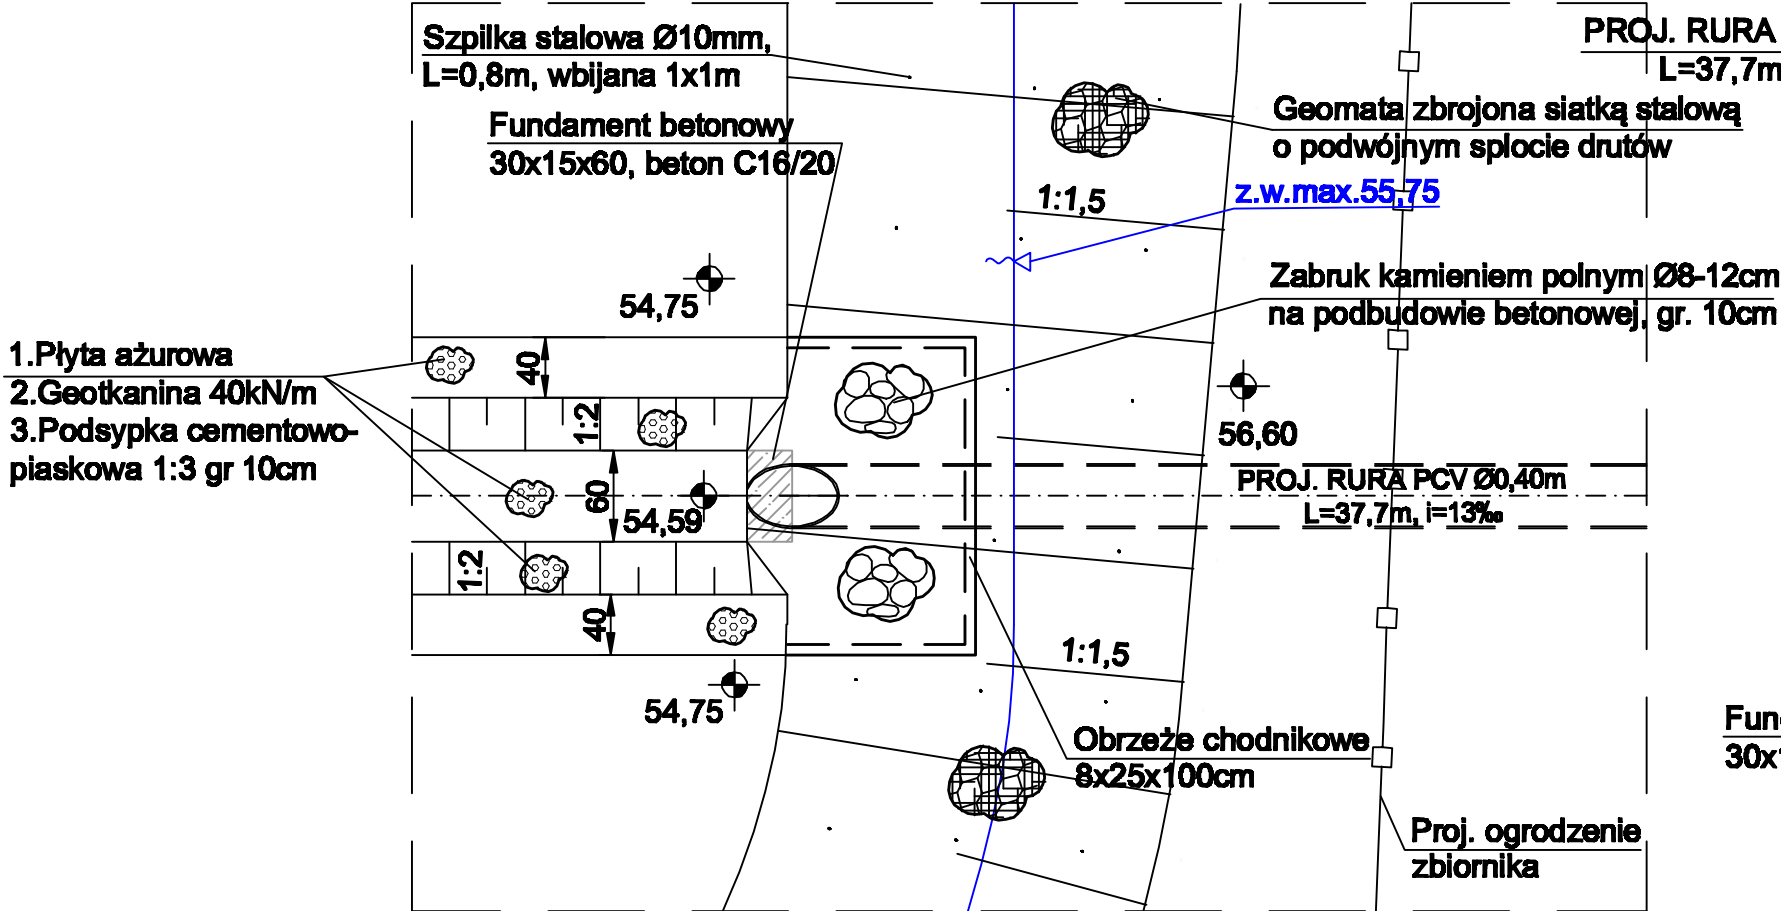 Szpilka stalowa Ø10mm,
L=0,8m, wbijana 1x1m
PROJ. RURA
L=37,7m
Fundament betonowy
30x15x60, beton C16/20
Geomata zbrojona siatką stalową
o podwójnym splocie drutów
1:1,5
z.w.max.55,75
54,75
Zabruk kamieniem polnym Ø8-12cm
na podbudowie betonowej, gr. 10cm
1.Płyta ażurowa
2.Geotkanina 40kN/m
3.Podsypka cementowo-
piaskowa 1:3 gr 10cm
40
1:2
56,60
60
54,59
PROJ. RURA PCV Ø0,40m
L=37,7m, i=13‰
1:2
40
1:1,5
54,75
Obrzeże chodnikowe
8x25x100cm
Fun
30x
Proj. ogrodzenie
zbiornika